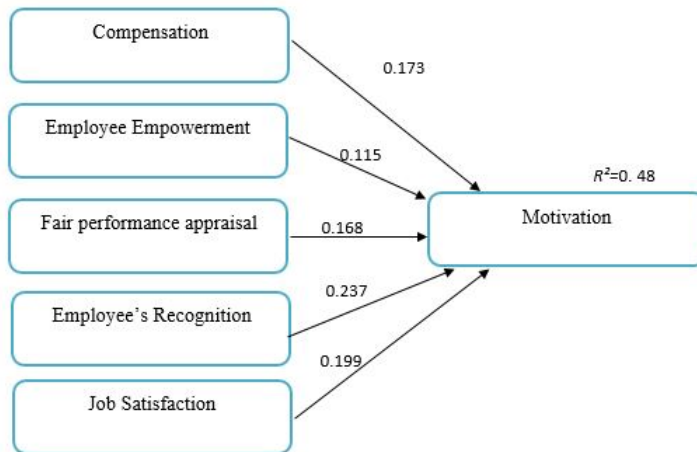 Compensation
0.173
Employee Empowerment
0.115
R²=0. 48
Motivation
Fair performance appraisal
0.168
0.237
Employee’s Recognition
0.199
Job Satisfaction